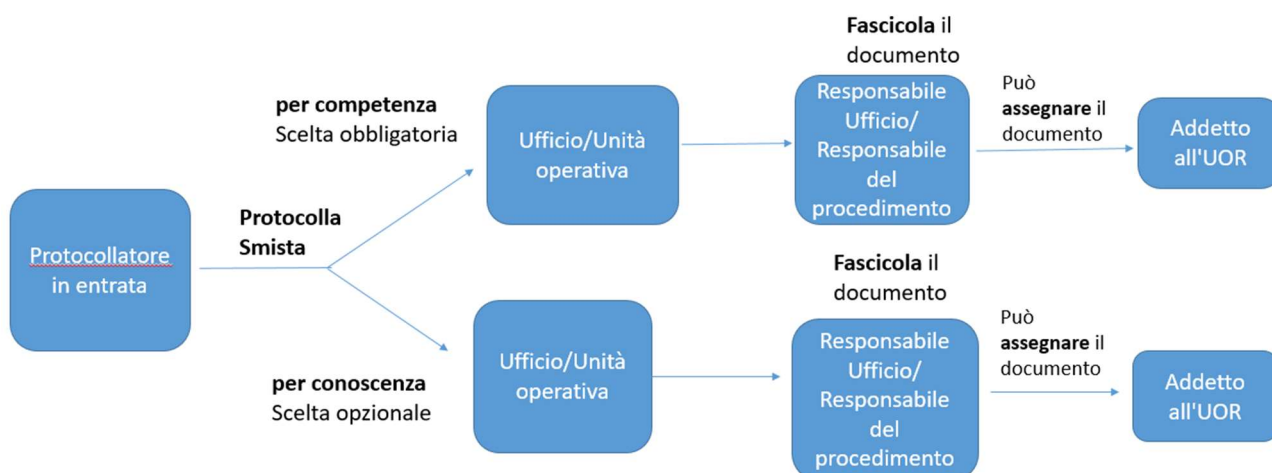 Protocollatore
in entrata
Protocolla
Smista
per competenza
Scelta obbligatoria
Ufficio/Unità
operativa
Fascicola il
documento
Responsabile
Ufficio/
Responsabile
del
procedimento
Può
assegnare il
documento
Addetto
all'UOR
per conoscenza
Scelta opzionale
Ufficio/Unità
operativa
Fascicola il
documento
Responsabile
Ufficio/
Responsabile
del
procedimento
Può
assegnare il
documento
Addetto
all'UOR